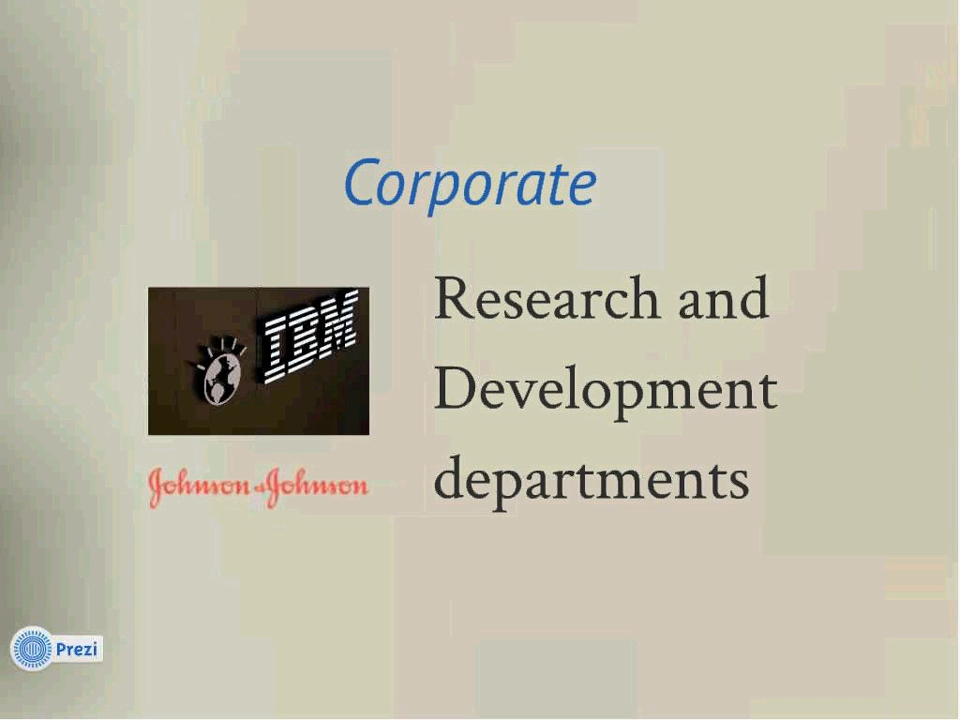 Corporate
IBM
Johnson & Johnson
Research and
Development
departments
Prezi